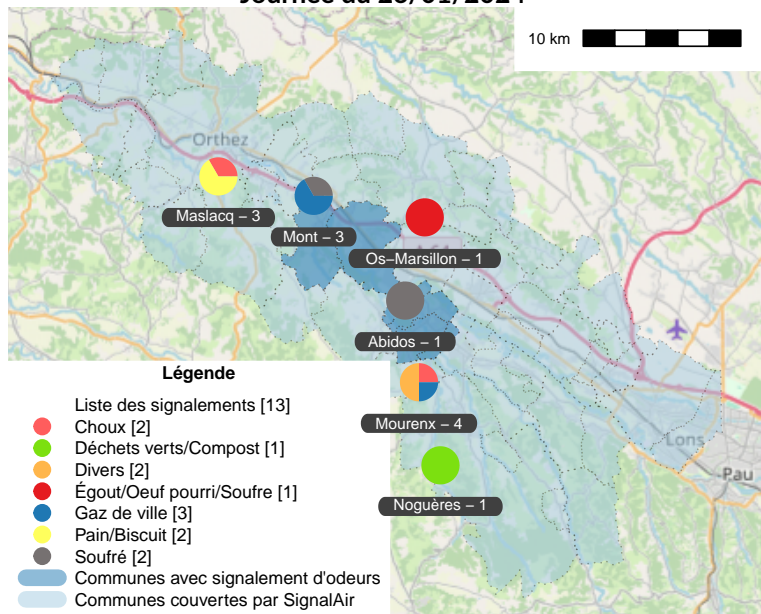 10 km
Orthez
Maslacq – 3
Mont – 3
Os–Marsillon – 1
Abidos – 1
Mourenx – 4
Noguères – 1
Lons
Pau
Légende
Liste des signalements [13]
Choux [2]
Déchets verts/Compost [1]
Divers [2]
Égout/Oeuf pourri/Soufre [1]
Gaz de ville [3]
Pain/Biscuit [2]
Soufré [2]
Communes avec signalement d'odeurs
Communes couvertes par SignalAir